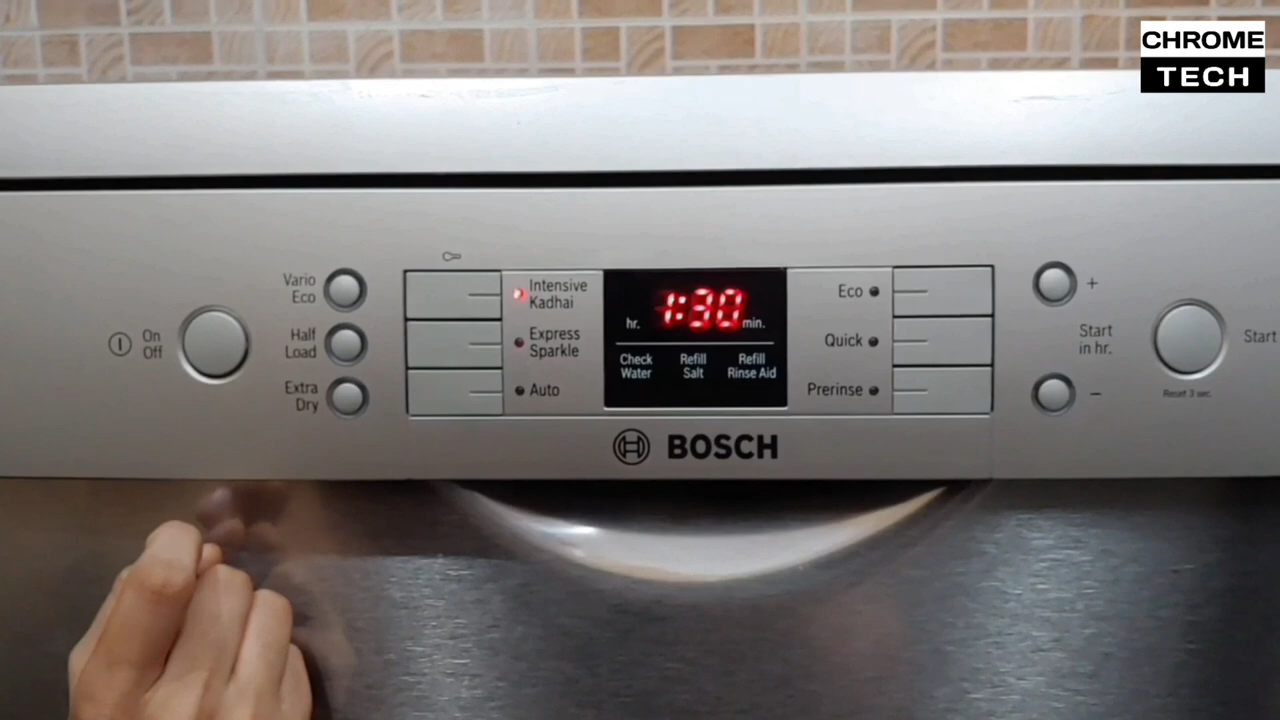 CHROME
TECH
On
Off
Vario
Eco
Half
Load
Extra
Dry
Intensive
Kadhai
Express
Sparkle
Auto
1:30
hr.
min.
Check
Water
Refill
Salt
Refill
Rinse Aid
Eco
Quick
Prerinse
+
Start
in hr.
−
Start
Reset 3 sec.
BOSCH